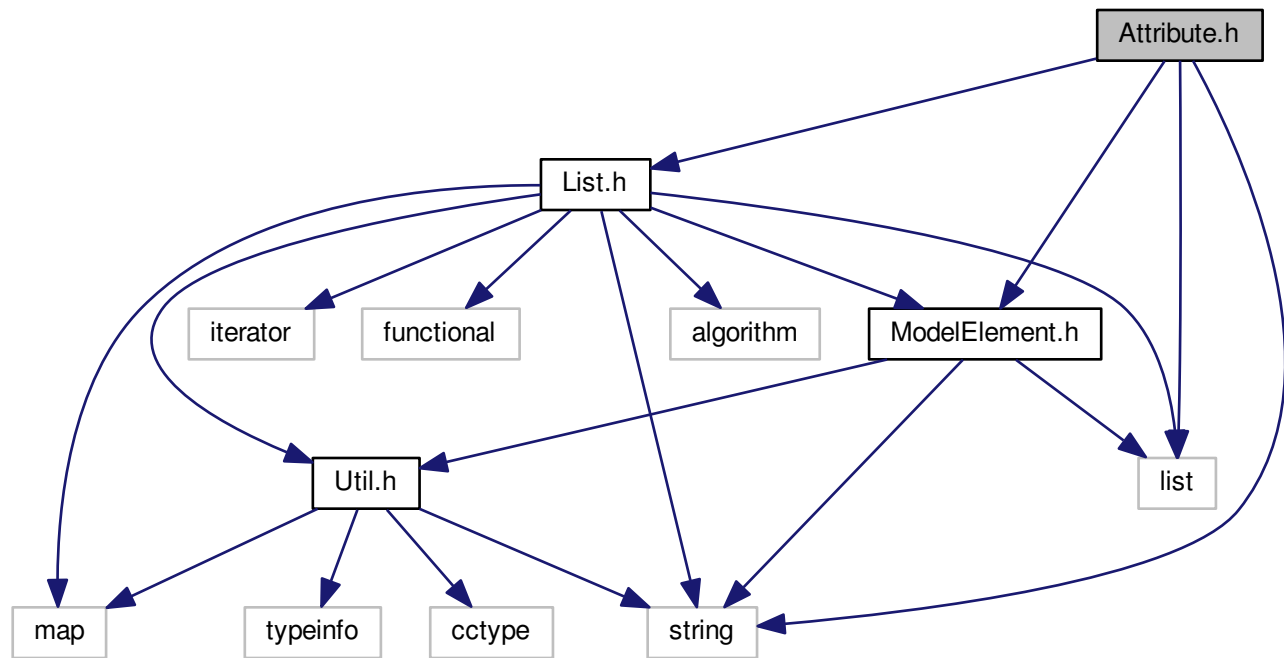 Attribute.h
List.h
iterator
functional
algorithm
ModelElement.h
Util.h
list
map
typeinfo
cctype
string